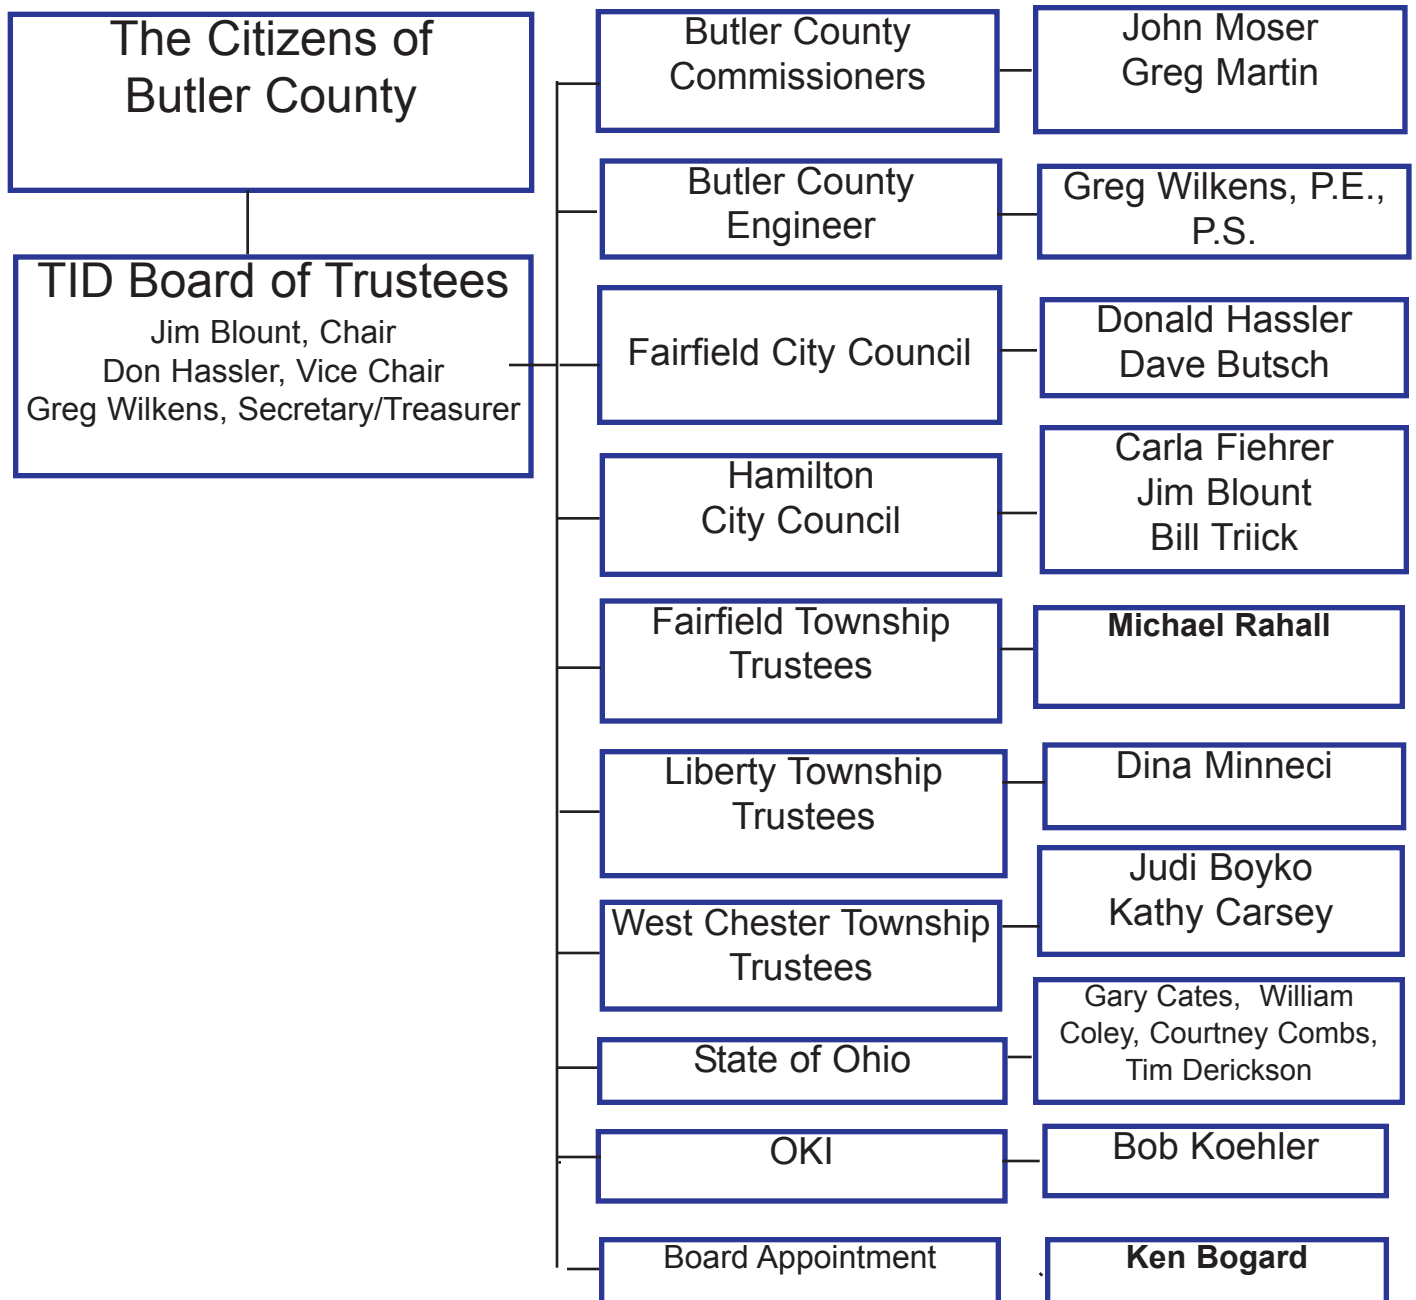 The Citizens of
Butler County
TID Board of Trustees
Jim Blount, Chair
Don Hassler, Vice Chair
Greg Wilkens, Secretary/Treasurer
Butler County
Commissioners
John Moser
Greg Martin
Butler County
Engineer
Greg Wilkens, P.E.,
P.S.
Fairfield City Council
Donald Hassler
Dave Butsch
Hamilton
City Council
Carla Fiehrer
Jim Blount
Bill Triick
Fairfield Township
Trustees
Michael Rahall
Liberty Township
Trustees
Dina Minneci
West Chester Township
Trustees
Judi Boyko
Kathy Carsey
State of Ohio
Gary Cates,  William
Coley, Courtney Combs,
Tim Derickson
OKI
Bob Koehler
Board Appointment
Ken Bogard